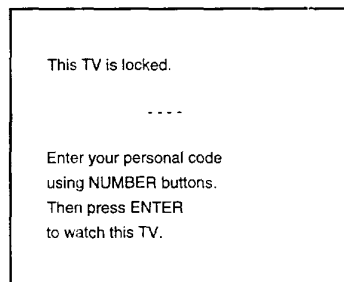 This TV is locked.
- - - -
Enter your personal code
using NUMBER buttons.
Then press ENTER
to watch this TV.